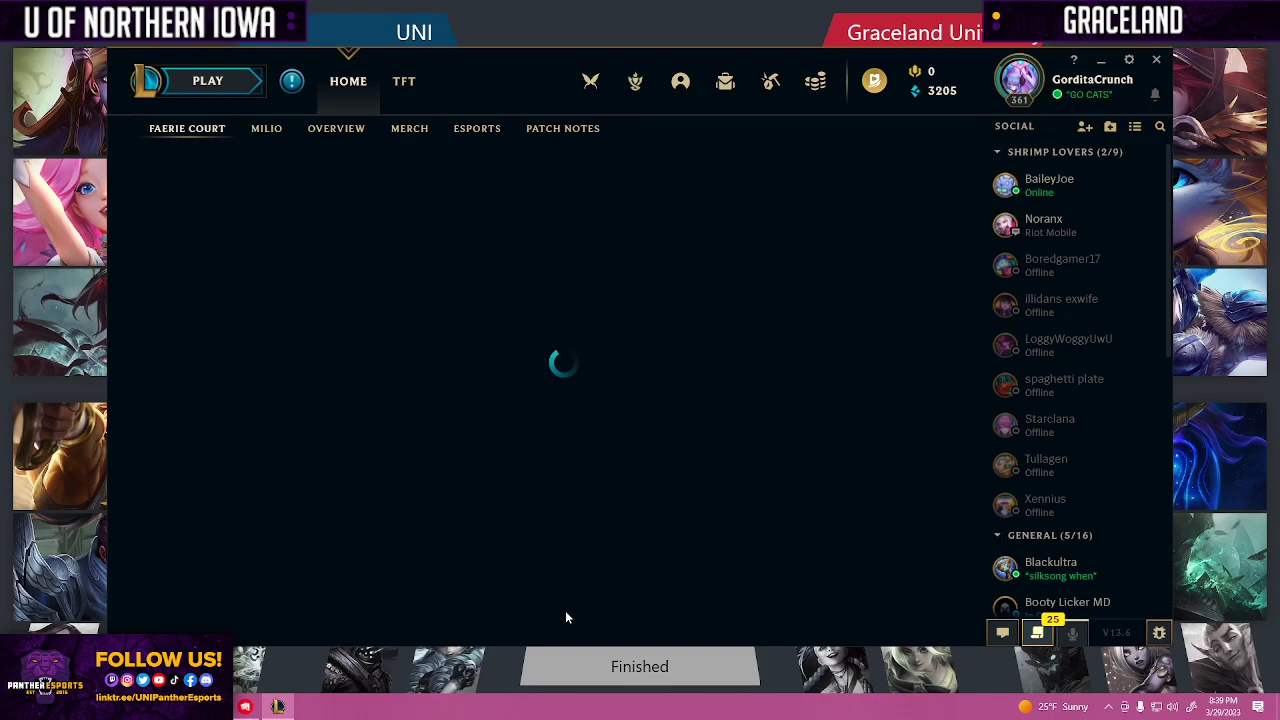 U OF NORTHERN IOWA
UNI
Graceland Uni
GRACELAND
PLAY
HOME
TFT
0
3205
361
GorditaCrunch
"GO CATS"
?
FAERIE COURT
MILIO
OVERVIEW
MERCH
ESPORTS
PATCH NOTES
SOCIAL
SHRIMP LOVERS (2/9)
BaileyJoe
Online
Noranx
Riot Mobile
Boredgamer17
Offline
illidans exwife
Offline
LoggyWoggyUwU
Offline
spaghetti plate
Offline
Starclana
Offline
Tullagen
Offline
Xennius
Offline
GENERAL (5/16)
Blackultra
"silksong when"
Booty Licker MD
25
V13.6
PANTHER ESPORTS
EST 2016
FOLLOW US!
linktr.ee/UNIPantherEsports
Finished
25°F Sunny
8:39 PM
3/29/2023